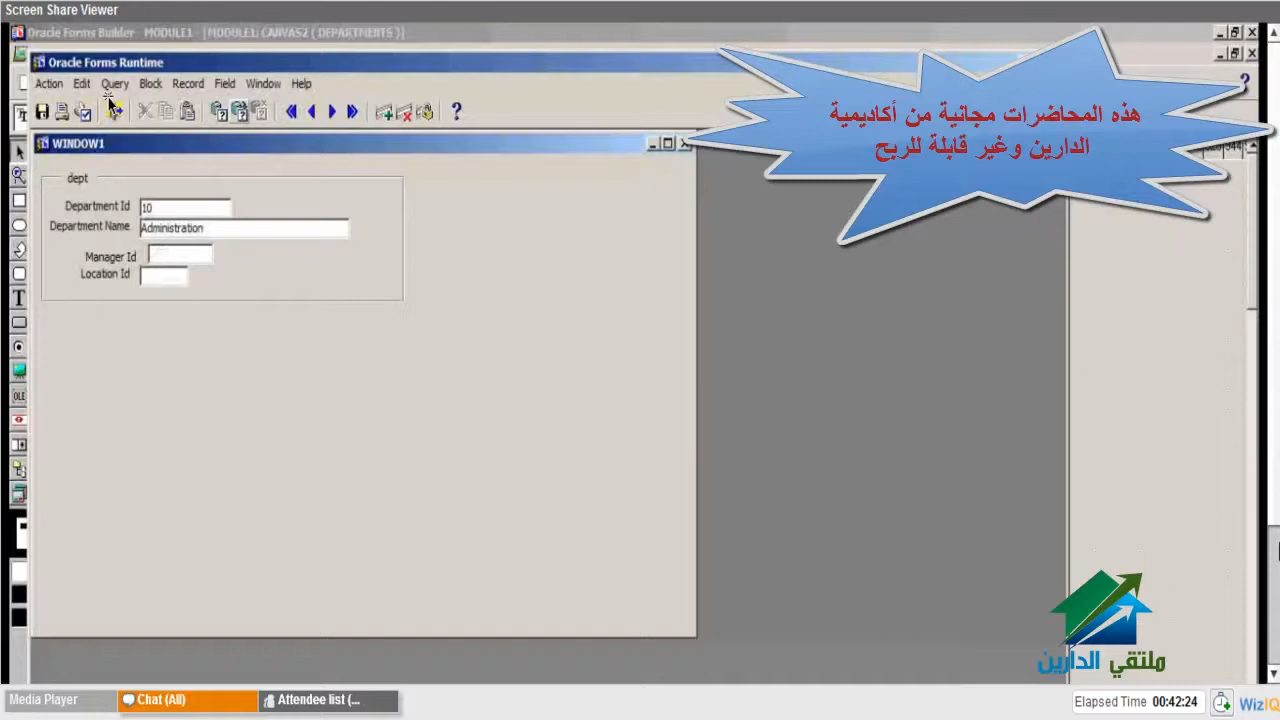 Screen Share Viewer
Oracle Forms Builder - MODULE1 - [MODULE1: CANVAS2 ( DEPARTMENTS )]
Oracle Forms Runtime
Action Edit Query Block Record Field Window Help
هذه المحاضرات مجانية من أكاديمية
الدارين وغير قابلة للربح
WINDOW1
dept
Department Id 10
Department Name Administration
Manager Id
Location Id
OLE
ملتقي الدارين
Media Player
Chat (All)
Attendee list (...
Elapsed Time 00:42:24
WizIQ